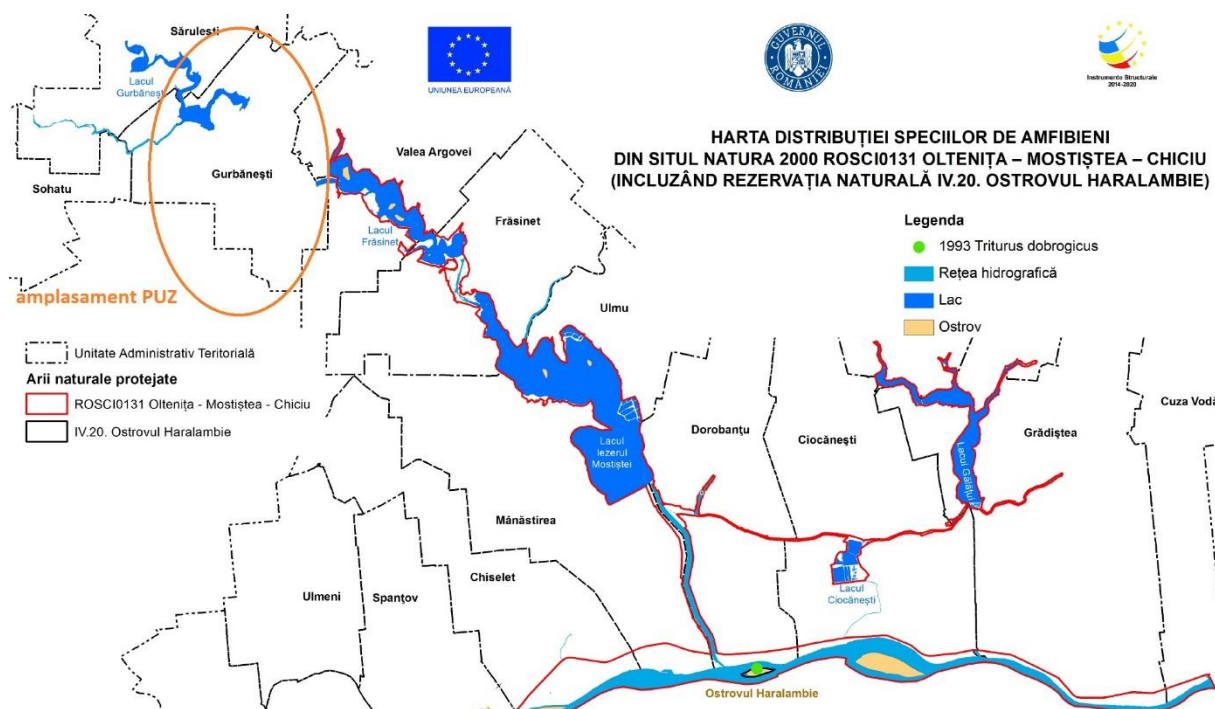 Sărulești
Lacul
Gurbănești
UNIUNEA EUROPEANĂ
GUVERNUL ROMÂNIEI
Instrumente Structurale
2014-2020
HARTA DISTRIBUȚIEI SPECIILOR DE AMFIBIENI
DIN SITUL NATURA 2000 ROSCI0131 OLTENIȚA – MOSTIȘTEA – CHICIU
(INCLUZÂND REZERVAȚIA NATURALĂ IV.20. OSTROVUL HARALAMBIE)
Valea Argovei
Sohatu
Gurbănești
Frăsinet
Lacul
Frăsinet
Legenda
1993 Triturus dobrogicus
Rețea hidrografică
Lac
Ostrov
amplasament PUZ
Ulmu
Unitate Administrativ Teritorială
Arii naturale protejate
ROSCI0131 Oltenița - Mostiștea - Chiciu
IV.20. Ostrovul Haralambie
Cuza Vodă
Dorobanțu
Ciocănești
Grădiștea
Lacul
Iezerul
Mostiștei
Lacul Gălățui
Mânăstirea
Chiselet
Ulmeni
Spanțov
Lacul
Ciocănești
Ostrovul Haralambie